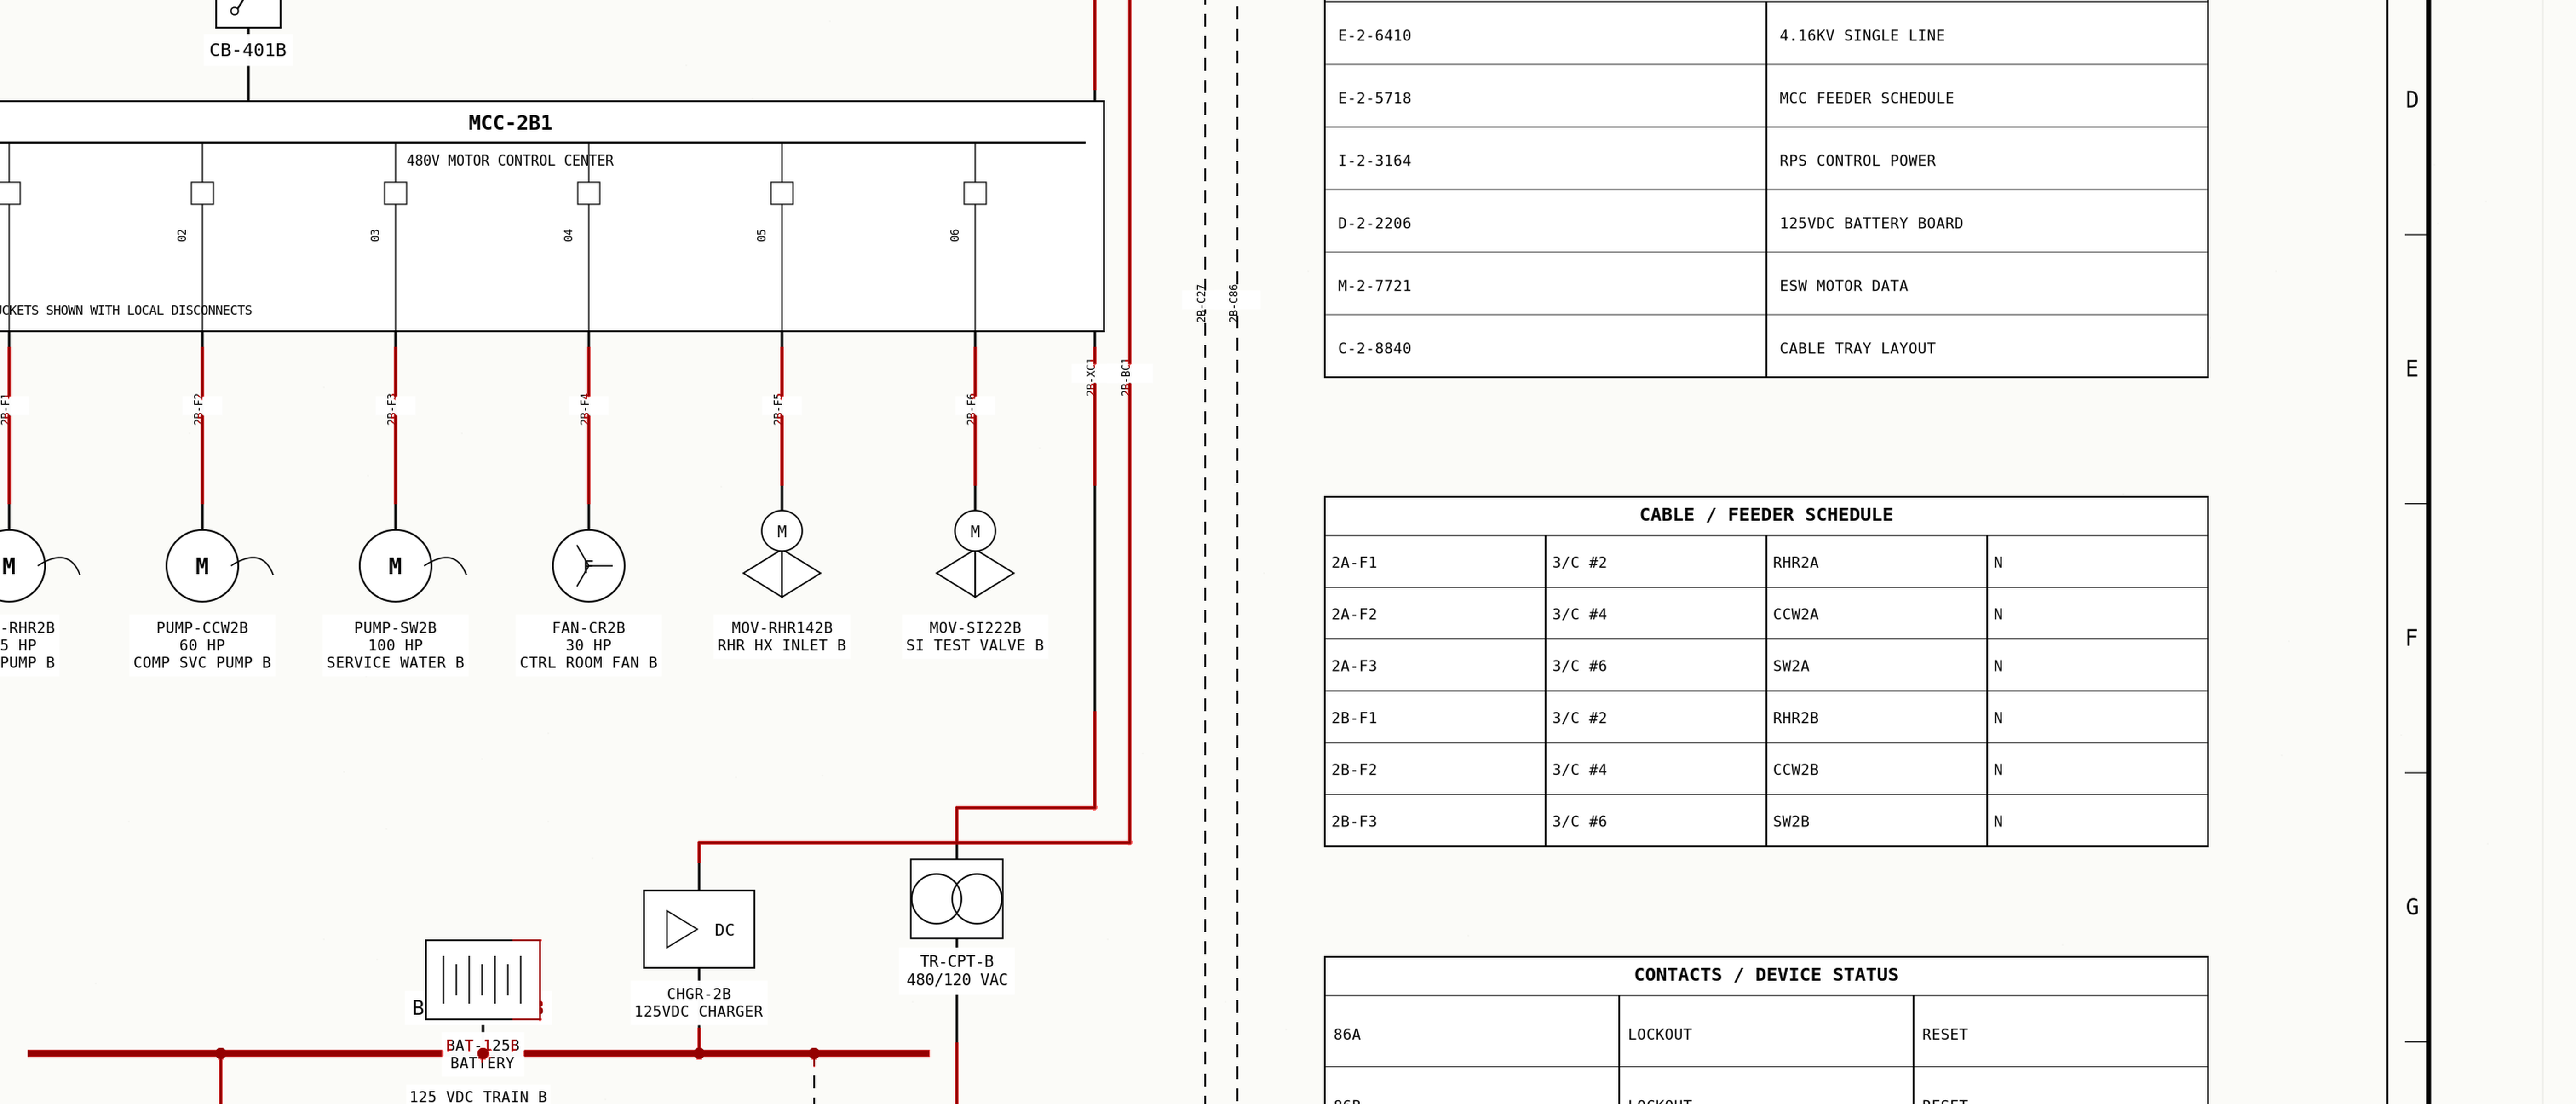 CB-401B
MCC-2B1
480V MOTOR CONTROL CENTER
02
03
04
05
06
UCKETS SHOWN WITH LOCAL DISCONNECTS
2B-F1
2B-F2
2B-F3
2B-F4
2B-F5
2B-F6
2B-XC1
2B-BC1
2B-C27
2B-C86
M
M
M
F
M
M
-RHR2B
5 HP
PUMP B
PUMP-CCW2B
60 HP
COMP SVC PUMP B
PUMP-SW2B
100 HP
SERVICE WATER B
FAN-CR2B
30 HP
CTRL ROOM FAN B
MOV-RHR142B
RHR HX INLET B
MOV-SI222B
SI TEST VALVE B
DC
CHGR-2B
125VDC CHARGER
TR-CPT-B
480/120 VAC
BAT-125B
BATTERY
125 VDC TRAIN B
E-2-6410 4.16KV SINGLE LINE
E-2-5718 MCC FEEDER SCHEDULE
I-2-3164 RPS CONTROL POWER
D-2-2206 125VDC BATTERY BOARD
M-2-7721 ESW MOTOR DATA
C-2-8840 CABLE TRAY LAYOUT
CABLE / FEEDER SCHEDULE
2A-F1 3/C #2 RHR2A N
2A-F2 3/C #4 CCW2A N
2A-F3 3/C #6 SW2A N
2B-F1 3/C #2 RHR2B N
2B-F2 3/C #4 CCW2B N
2B-F3 3/C #6 SW2B N
CONTACTS / DEVICE STATUS
86A LOCKOUT RESET
86B LOCKOUT RESET
D
E
F
G